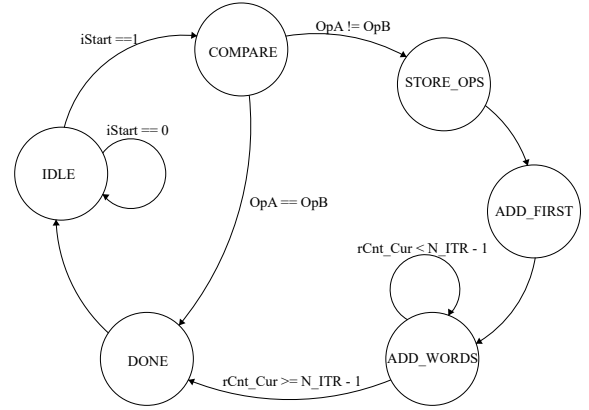 OpA != OpB
iStart ==1
COMPARE
STORE_OPS
iStart == 0
IDLE
OpA == OpB
ADD_FIRST
rCnt_Cur < N_ITR - 1
DONE
ADD_WORDS
rCnt_Cur >= N_ITR - 1